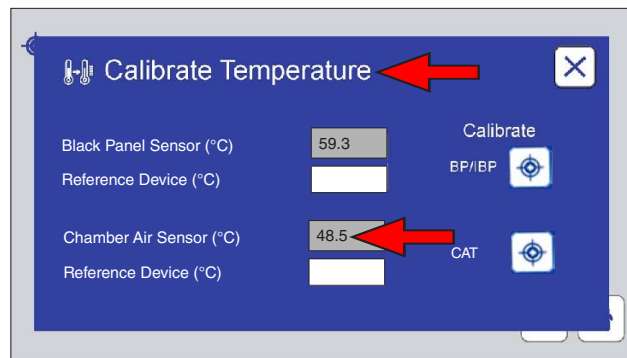 Calibrate Temperature
Calibrate
Black Panel Sensor (°C) 59.3
BP/IBP
Reference Device (°C)
Chamber Air Sensor (°C) 48.5
CAT
Reference Device (°C)